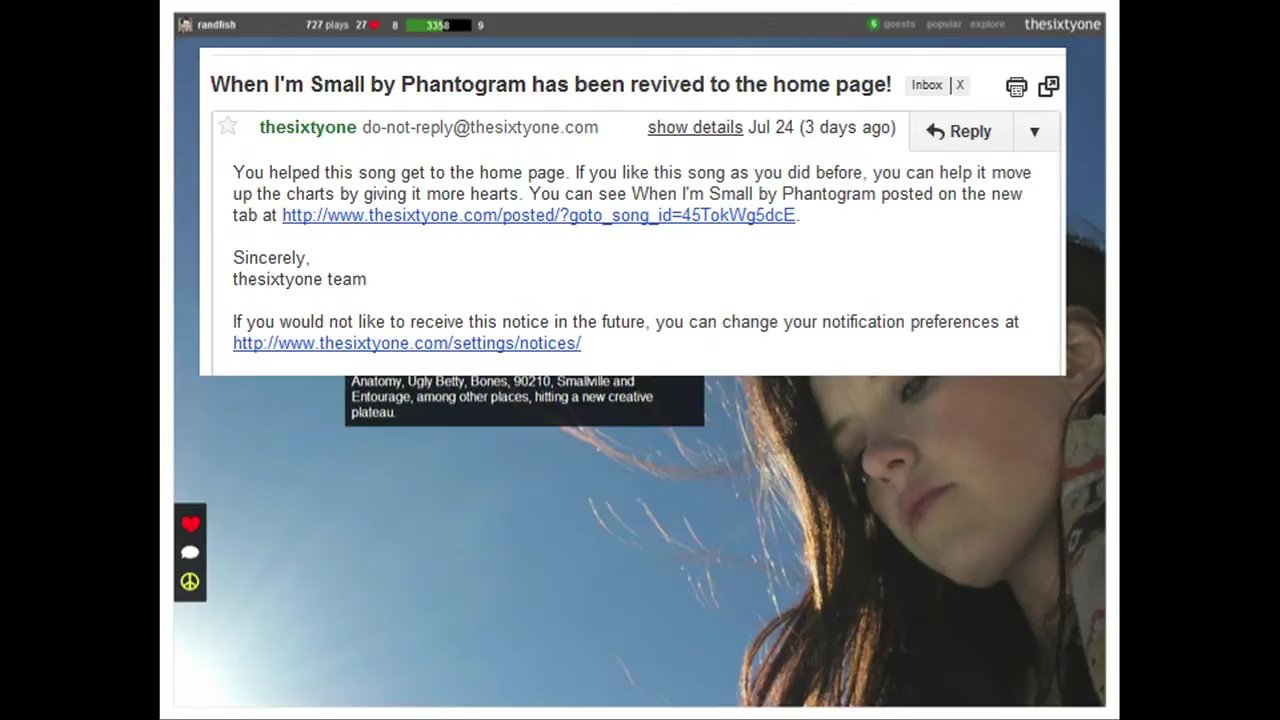 randfish 727 plays 27 8 3358 9 6 quests popular explore thesixtyone
When I'm Small by Phantogram has been revived to the home page! Inbox X
thesixtyone do-not-reply@thesixtyone.com show details Jul 24 (3 days ago) Reply
You helped this song get to the home page. If you like this song as you did before, you can help it move
up the charts by giving it more hearts. You can see When I'm Small by Phantogram posted on the new
tab at http://www.thesixtyone.com/posted/?goto_song_id=45TokWg5dcE.
Sincerely,
thesixtyone team
If you would not like to receive this notice in the future, you can change your notification preferences at
http://www.thesixtyone.com/settings/notices/
Anatomy, Ugly Betty, Bones, 90210, Smallville and
Entourage, among other places, hitting a new creative
plateau.